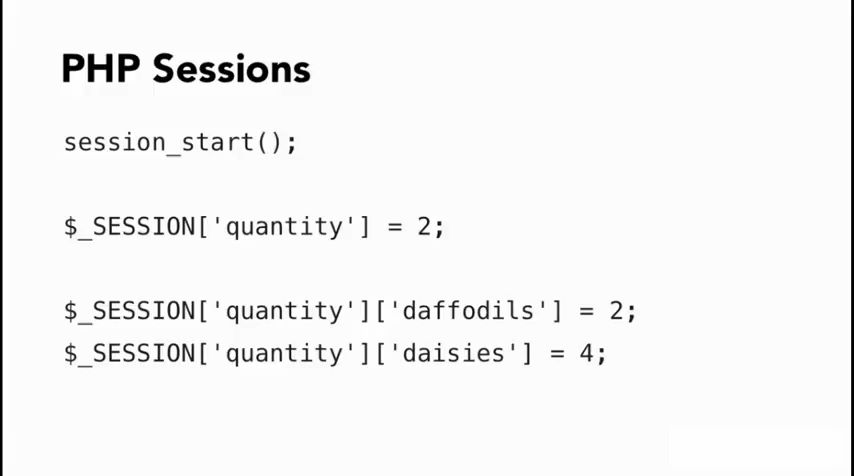 PHP Sessions
session_start();
$_SESSION['quantity'] = 2;
$_SESSION['quantity']['daffodils'] = 2;
$_SESSION['quantity']['daisies'] = 4;